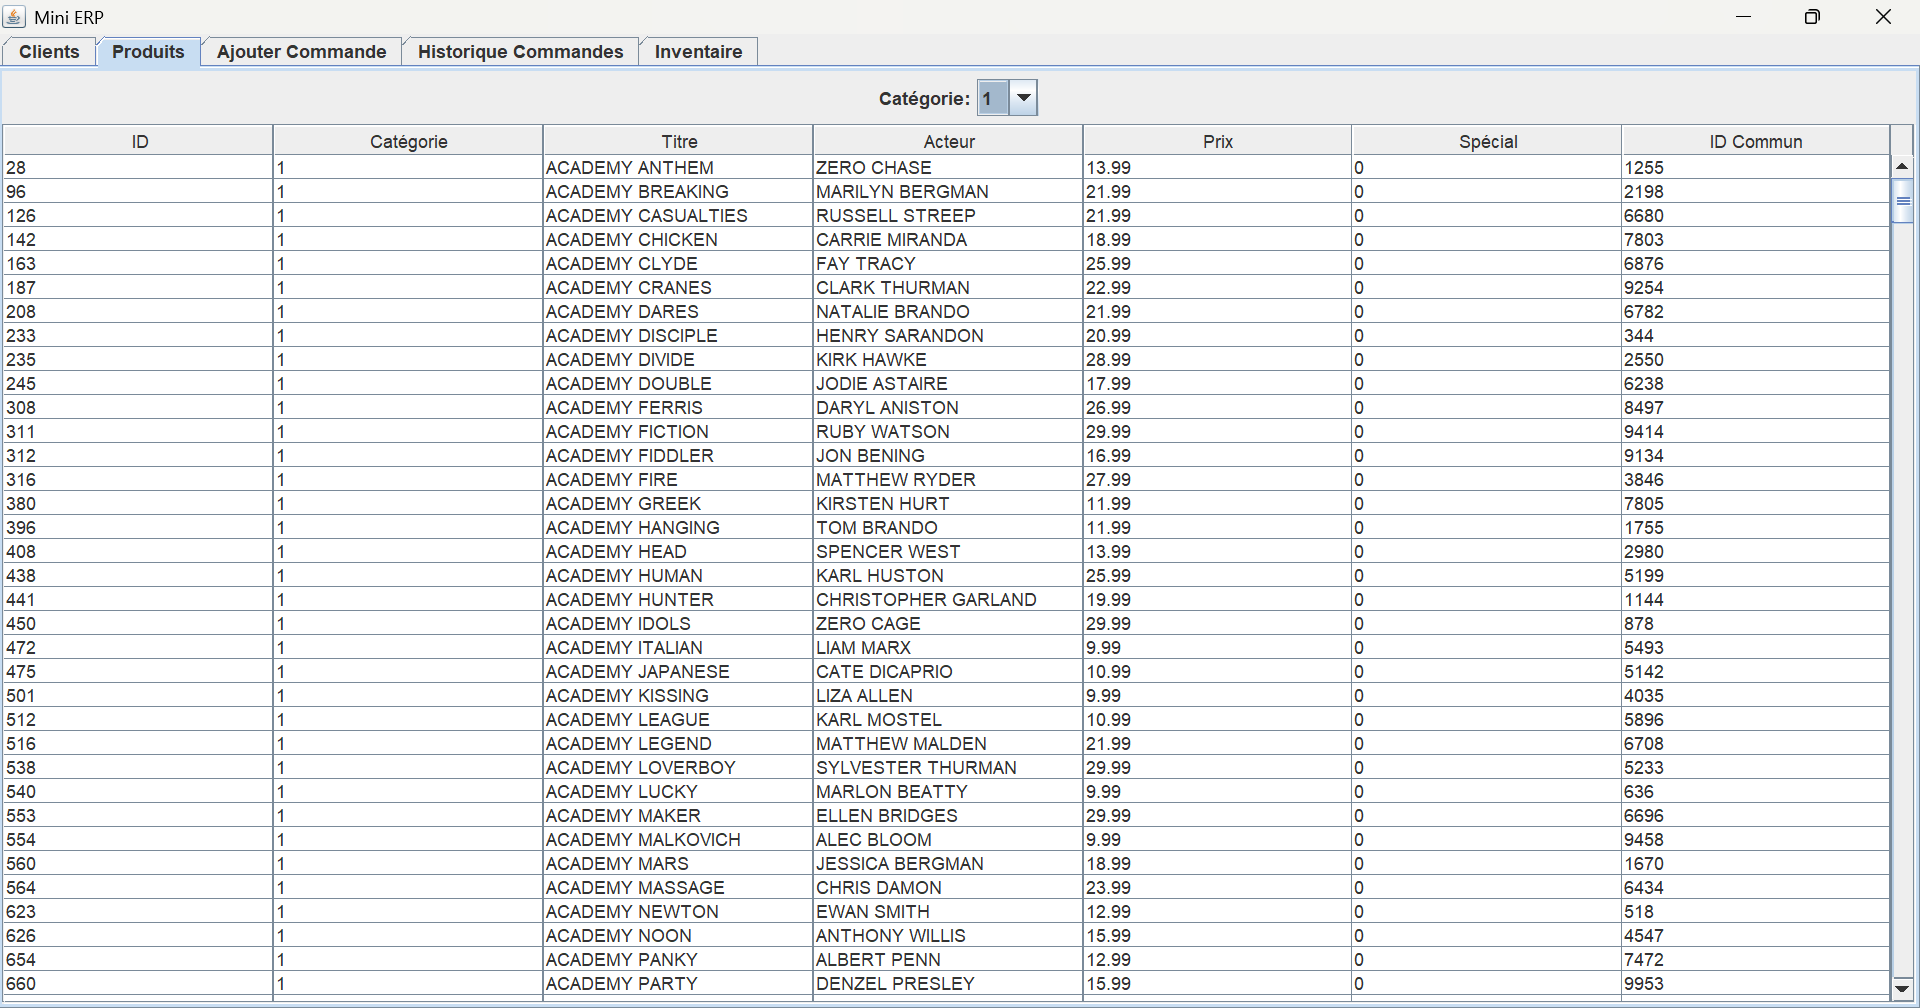 Mini ERP
Clients Produits Ajouter Commande Historique Commandes Inventaire
Catégorie: 1
ID Catégorie Titre Acteur Prix Spécial ID Commun
28 1 ACADEMY ANTHEM ZERO CHASE 13.99 0 1255
96 1 ACADEMY BREAKING MARILYN BERGMAN 21.99 0 2198
126 1 ACADEMY CASUALTIES RUSSELL STREEP 21.99 0 6680
142 1 ACADEMY CHICKEN CARRIE MIRANDA 18.99 0 7803
163 1 ACADEMY CLYDE FAY TRACY 25.99 0 6876
187 1 ACADEMY CRANES CLARK THURMAN 22.99 0 9254
208 1 ACADEMY DARES NATALIE BRANDO 21.99 0 6782
233 1 ACADEMY DISCIPLE HENRY SARANDON 20.99 0 344
235 1 ACADEMY DIVIDE KIRK HAWKE 28.99 0 2550
245 1 ACADEMY DOUBLE JODIE ASTAIRE 17.99 0 6238
308 1 ACADEMY FERRIS DARYL ANISTON 26.99 0 8497
311 1 ACADEMY FICTION RUBY WATSON 29.99 0 9414
312 1 ACADEMY FIDDLER JON BENING 16.99 0 9134
316 1 ACADEMY FIRE MATTHEW RYDER 27.99 0 3846
380 1 ACADEMY GREEK KIRSTEN HURT 11.99 0 7805
396 1 ACADEMY HANGING TOM BRANDO 11.99 0 1755
408 1 ACADEMY HEAD SPENCER WEST 13.99 0 2980
438 1 ACADEMY HUMAN KARL HUSTON 25.99 0 5199
441 1 ACADEMY HUNTER CHRISTOPHER GARLAND 19.99 0 1144
450 1 ACADEMY IDOLS ZERO CAGE 29.99 0 878
472 1 ACADEMY ITALIAN LIAM MARX 9.99 0 5493
475 1 ACADEMY JAPANESE CATE DICAPRIO 10.99 0 5142
501 1 ACADEMY KISSING LIZA ALLEN 9.99 0 4035
512 1 ACADEMY LEAGUE KARL MOSTEL 10.99 0 5896
516 1 ACADEMY LEGEND MATTHEW MALDEN 21.99 0 6708
538 1 ACADEMY LOVERBOY SYLVESTER THURMAN 29.99 0 5233
540 1 ACADEMY LUCKY MARLON BEATTY 9.99 0 636
553 1 ACADEMY MAKER ELLEN BRIDGES 29.99 0 6696
554 1 ACADEMY MALKOVICH ALEC BLOOM 9.99 0 9458
560 1 ACADEMY MARS JESSICA BERGMAN 18.99 0 1670
564 1 ACADEMY MASSAGE CHRIS DAMON 23.99 0 6434
623 1 ACADEMY NEWTON EWAN SMITH 12.99 0 518
626 1 ACADEMY NOON ANTHONY WILLIS 15.99 0 4547
654 1 ACADEMY PANKY ALBERT PENN 12.99 0 7472
660 1 ACADEMY PARTY DENZEL PRESLEY 15.99 0 9953